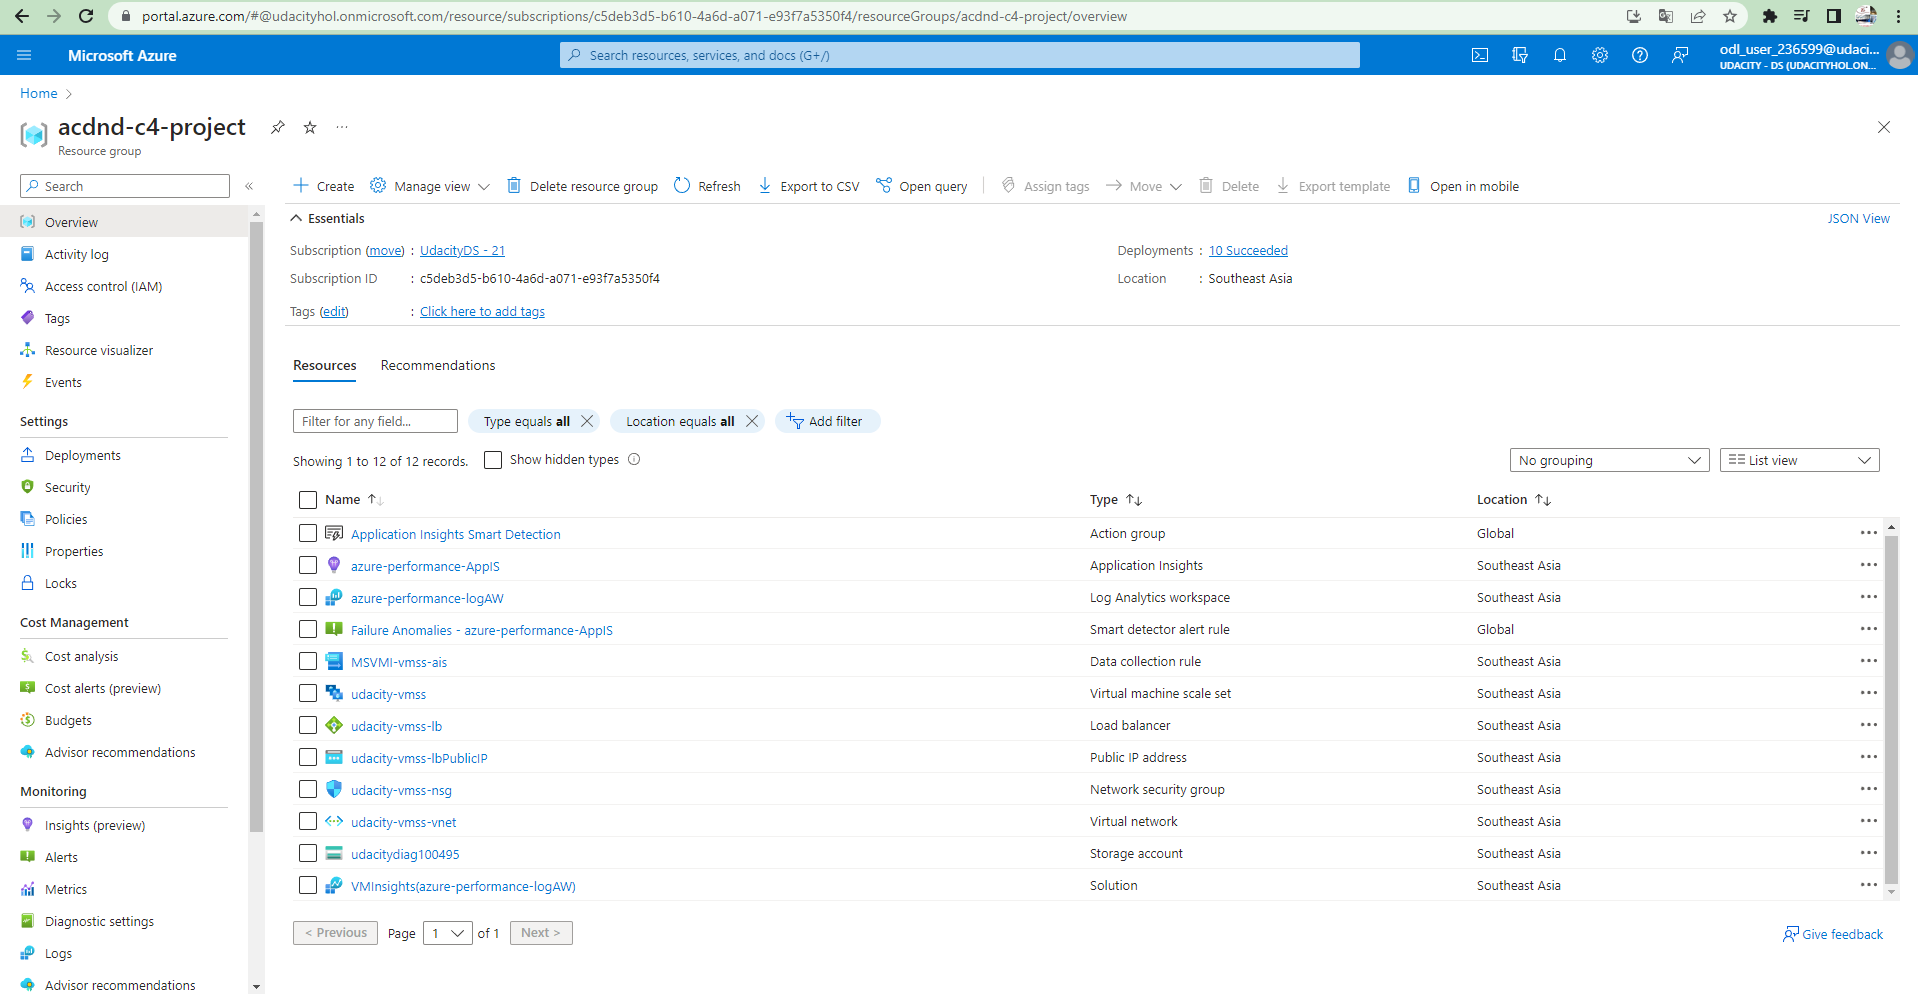 portal.azure.com/#@udacityhol.onmicrosoft.com/resource/subscriptions/c5deb3d5-b610-4a6d-a071-e93f7a5350f4/resourceGroups/acdnd-c4-project/overview
Microsoft Azure
Search resources, services, and docs (G+/)
odl_user_236599@udaci...
UDACITY - DS (UDACITYHOL.ON...
Home
acdnd-c4-project
Resource group
Search
Overview
Activity log
Access control (IAM)
Tags
Resource visualizer
Events
Settings
Deployments
Security
Policies
Properties
Locks
Cost Management
Cost analysis
Cost alerts (preview)
Budgets
Advisor recommendations
Monitoring
Insights (preview)
Alerts
Metrics
Diagnostic settings
Logs
Advisor recommendations
Create Manage view Delete resource group Refresh Export to CSV Open query Assign tags Move Delete Export template Open in mobile
Essentials JSON View
Subscription (move) : UdacityDS - 21 Deployments : 10 Succeeded
Subscription ID : c5deb3d5-b610-4a6d-a071-e93f7a5350f4 Location : Southeast Asia
Tags (edit) : Click here to add tags
Resources Recommendations
Filter for any field... Type equals all Location equals all Add filter
Showing 1 to 12 of 12 records. Show hidden types No grouping List view
Name Type Location
Application Insights Smart Detection Action group Global
azure-performance-AppIS Application Insights Southeast Asia
azure-performance-logAW Log Analytics workspace Southeast Asia
Failure Anomalies - azure-performance-AppIS Smart detector alert rule Global
MSVMI-vmss-ais Data collection rule Southeast Asia
udacity-vmss Virtual machine scale set Southeast Asia
udacity-vmss-lb Load balancer Southeast Asia
udacity-vmss-lbPublicIP Public IP address Southeast Asia
udacity-vmss-nsg Network security group Southeast Asia
udacity-vmss-vnet Virtual network Southeast Asia
udacitydiag100495 Storage account Southeast Asia
VMInsights(azure-performance-logAW) Solution Southeast Asia
< Previous Page 1 of 1 Next >
Give feedback